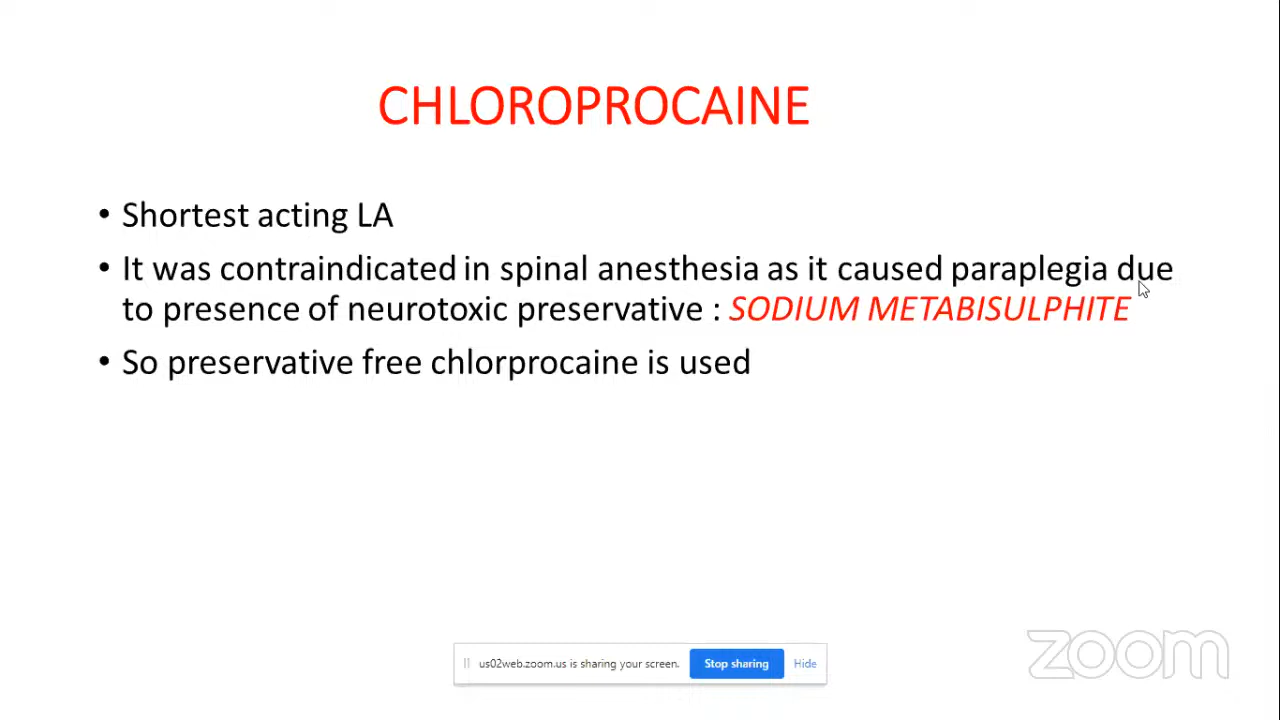 CHLOROPROCAINE
• Shortest acting LA
• It was contraindicated in spinal anesthesia as it caused paraplegia due
to presence of neurotoxic preservative : SODIUM METABISULPHITE
• So preservative free chlorprocaine is used
zoom
us02web.zoom.us is sharing your screen. Stop sharing Hide